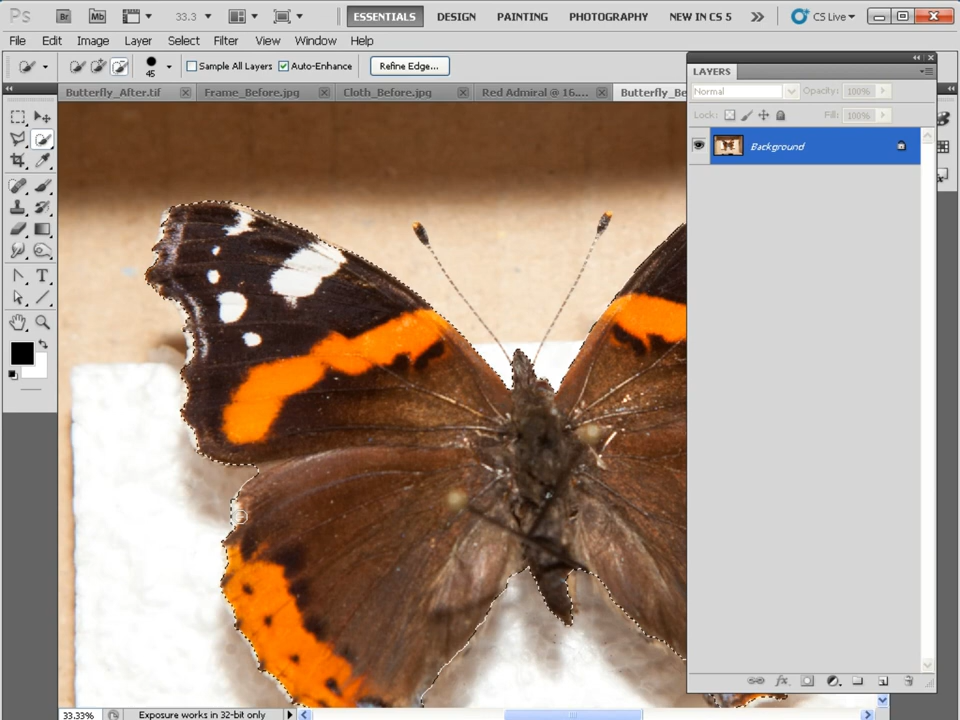 Ps Br Mb 33.3 ESSENTIALS DESIGN PAINTING PHOTOGRAPHY NEW IN CS 5 CS Live
File Edit Image Layer Select Filter View Window Help
45 Sample All Layers Auto-Enhance Refine Edge...
Butterfly_After.tif Frame_Before.jpg Cloth_Before.jpg Red Admiral @ 16.... Butterfly_Be
LAYERS
Normal Opacity: 100%
Lock: Fill: 100%
Background
33.33% Exposure works in 32-bit only